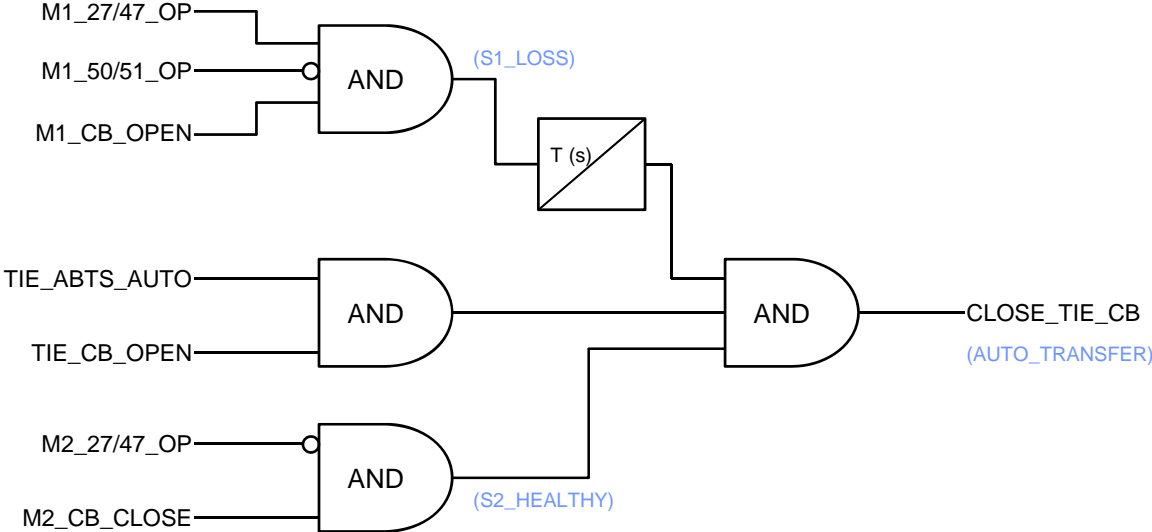 M1_27/47_OP
M1_50/51_OP
M1_CB_OPEN
AND
(S1_LOSS)
T (s)
TIE_ABTS_AUTO
TIE_CB_OPEN
AND
AND
CLOSE_TIE_CB
(AUTO_TRANSFER)
M2_27/47_OP
M2_CB_CLOSE
AND
(S2_HEALTHY)